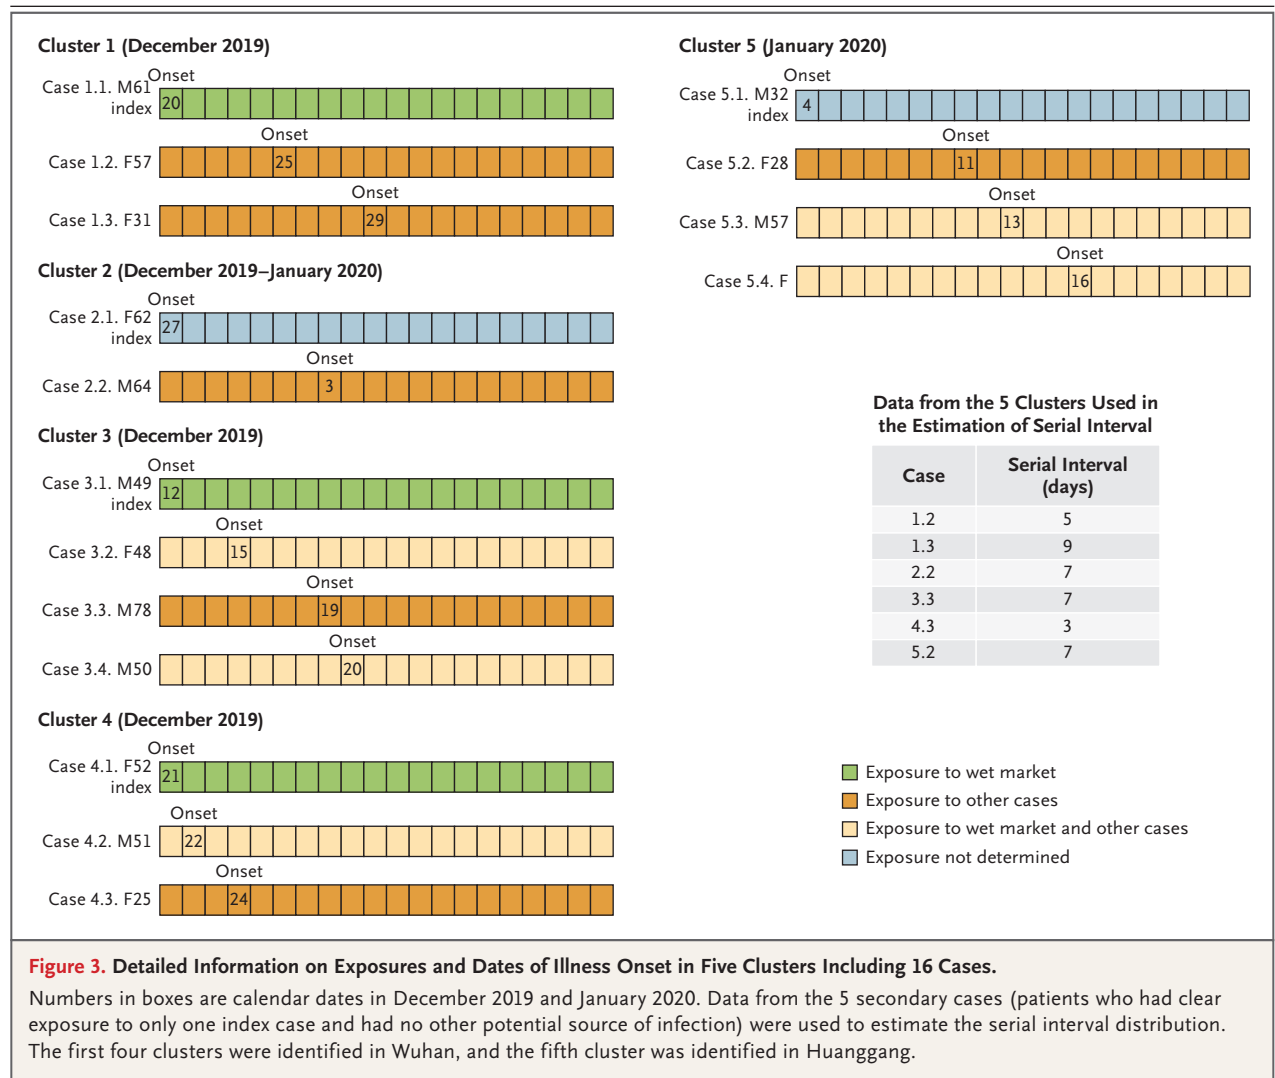 Cluster 1 (December 2019)
Onset
Case 1.1. M61
index
20
Onset
Case 1.2. F57
25
Onset
Case 1.3. F31
29
Cluster 2 (December 2019–January 2020)
Onset
Case 2.1. F62
index
27
Onset
Case 2.2. M64
3
Cluster 3 (December 2019)
Onset
Case 3.1. M49
index
12
Onset
Case 3.2. F48
15
Onset
Case 3.3. M78
19
Onset
Case 3.4. M50
20
Cluster 4 (December 2019)
Onset
Case 4.1. F52
index
21
Onset
Case 4.2. M51
22
Onset
Case 4.3. F25
24
Cluster 5 (January 2020)
Onset
Case 5.1. M32
index
4
Onset
Case 5.2. F28
11
Onset
Case 5.3. M57
13
Onset
Case 5.4. F
16
Data from the 5 Clusters Used in
the Estimation of Serial Interval
Case Serial Interval
(days)
1.2 5
1.3 9
2.2 7
3.3 7
4.3 3
5.2 7
Exposure to wet market
Exposure to other cases
Exposure to wet market and other cases
Exposure not determined
Figure 3. Detailed Information on Exposures and Dates of Illness Onset in Five Clusters Including 16 Cases.
Numbers in boxes are calendar dates in December 2019 and January 2020. Data from the 5 secondary cases (patients who had clear
exposure to only one index case and had no other potential source of infection) were used to estimate the serial interval distribution.
The first four clusters were identified in Wuhan, and the fifth cluster was identified in Huanggang.